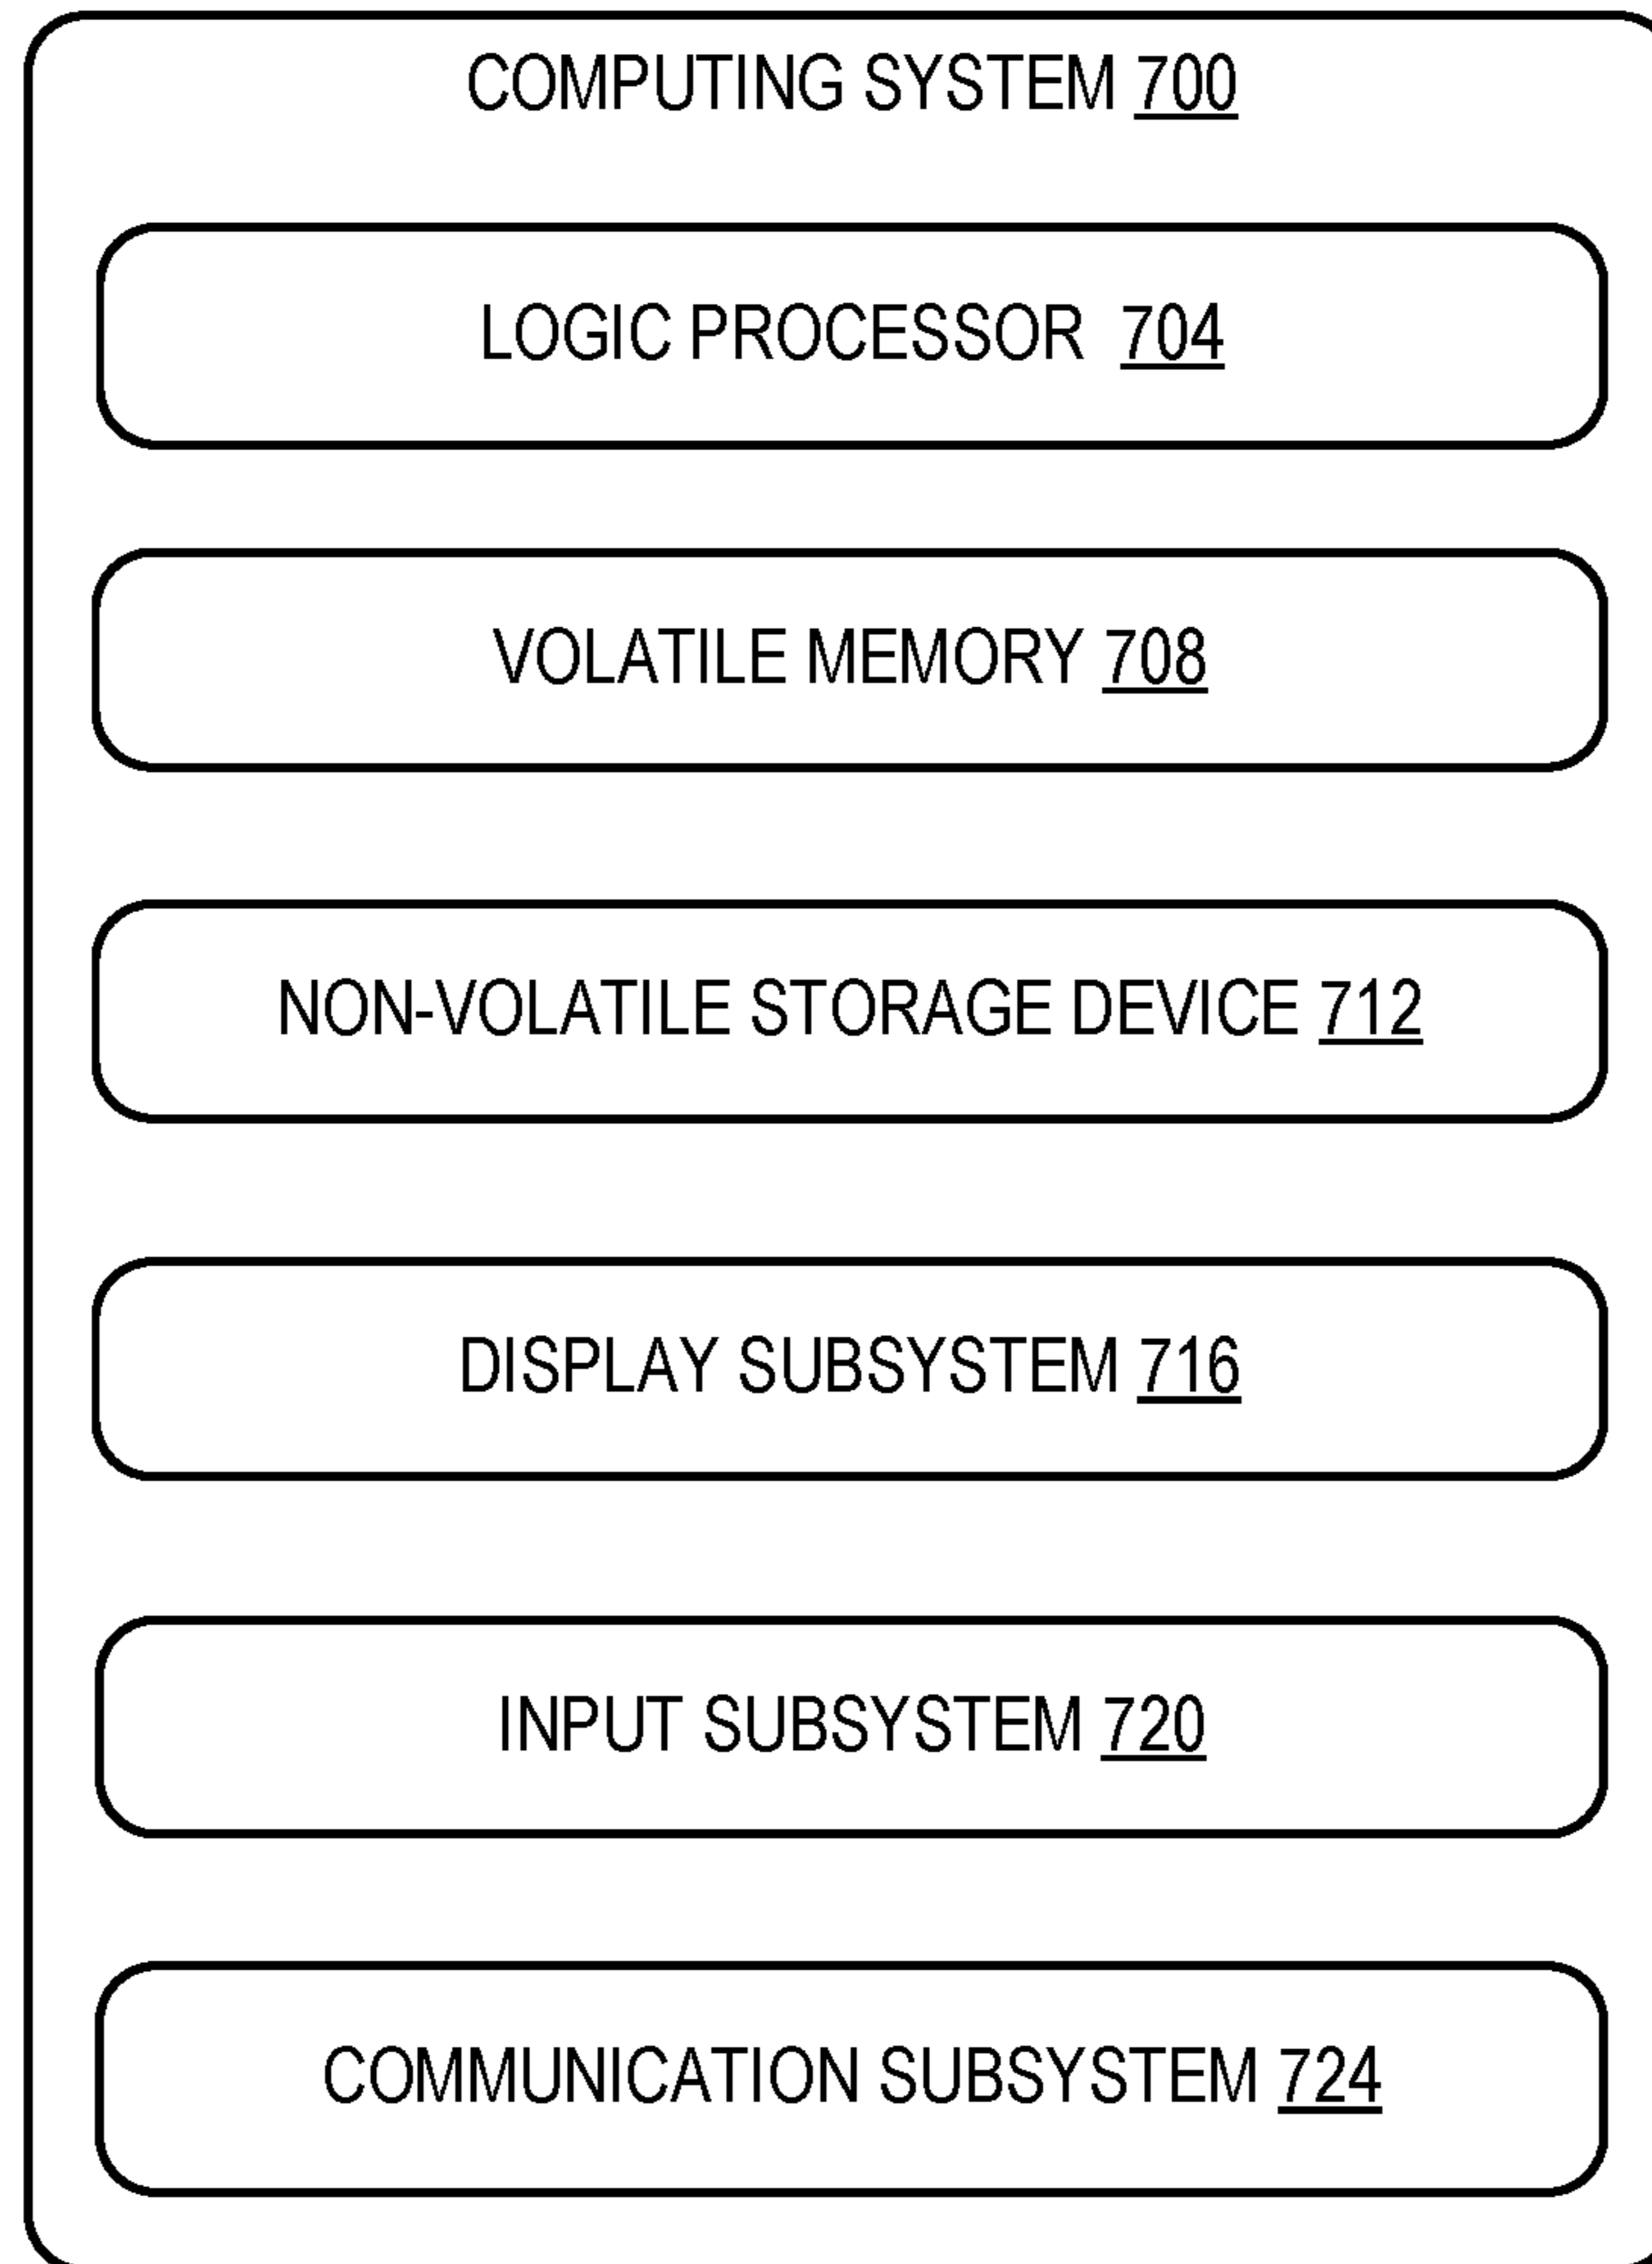 COMPUTING SYSTEM 700
LOGIC PROCESSOR 704
VOLATILE MEMORY 708
NON-VOLATILE STORAGE DEVICE 712
DISPLAY SUBSYSTEM 716
INPUT SUBSYSTEM 720
COMMUNICATION SUBSYSTEM 724